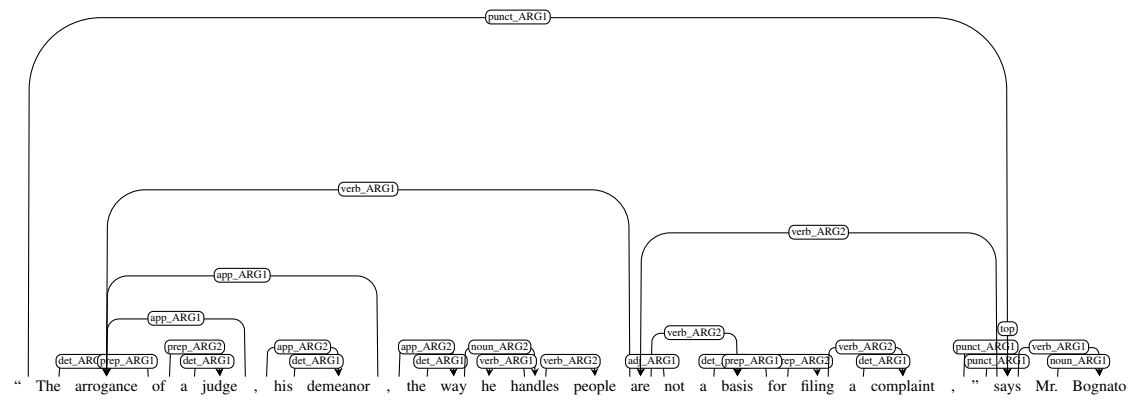 punct_ARG1
verb_ARG1
verb_ARG2
app_ARG1
app_ARG1
top
verb_ARG2
prep_ARG2 app_ARG2 app_ARG2 noun_ARG2 verb_ARG2 punct_ARG1 verb_ARG1
prep_ARG1 det_ARG1 det_ARG1 det_ARG1 verb_ARG1 verb_ARG2 adj_ARG1 prep_ARG1 det_ARG1 punct_ARG1 noun_ARG1
“ The arrogance of a judge , his demeanor , the way he handles people are not a basis for filing a complaint , ” says Mr. Bognato